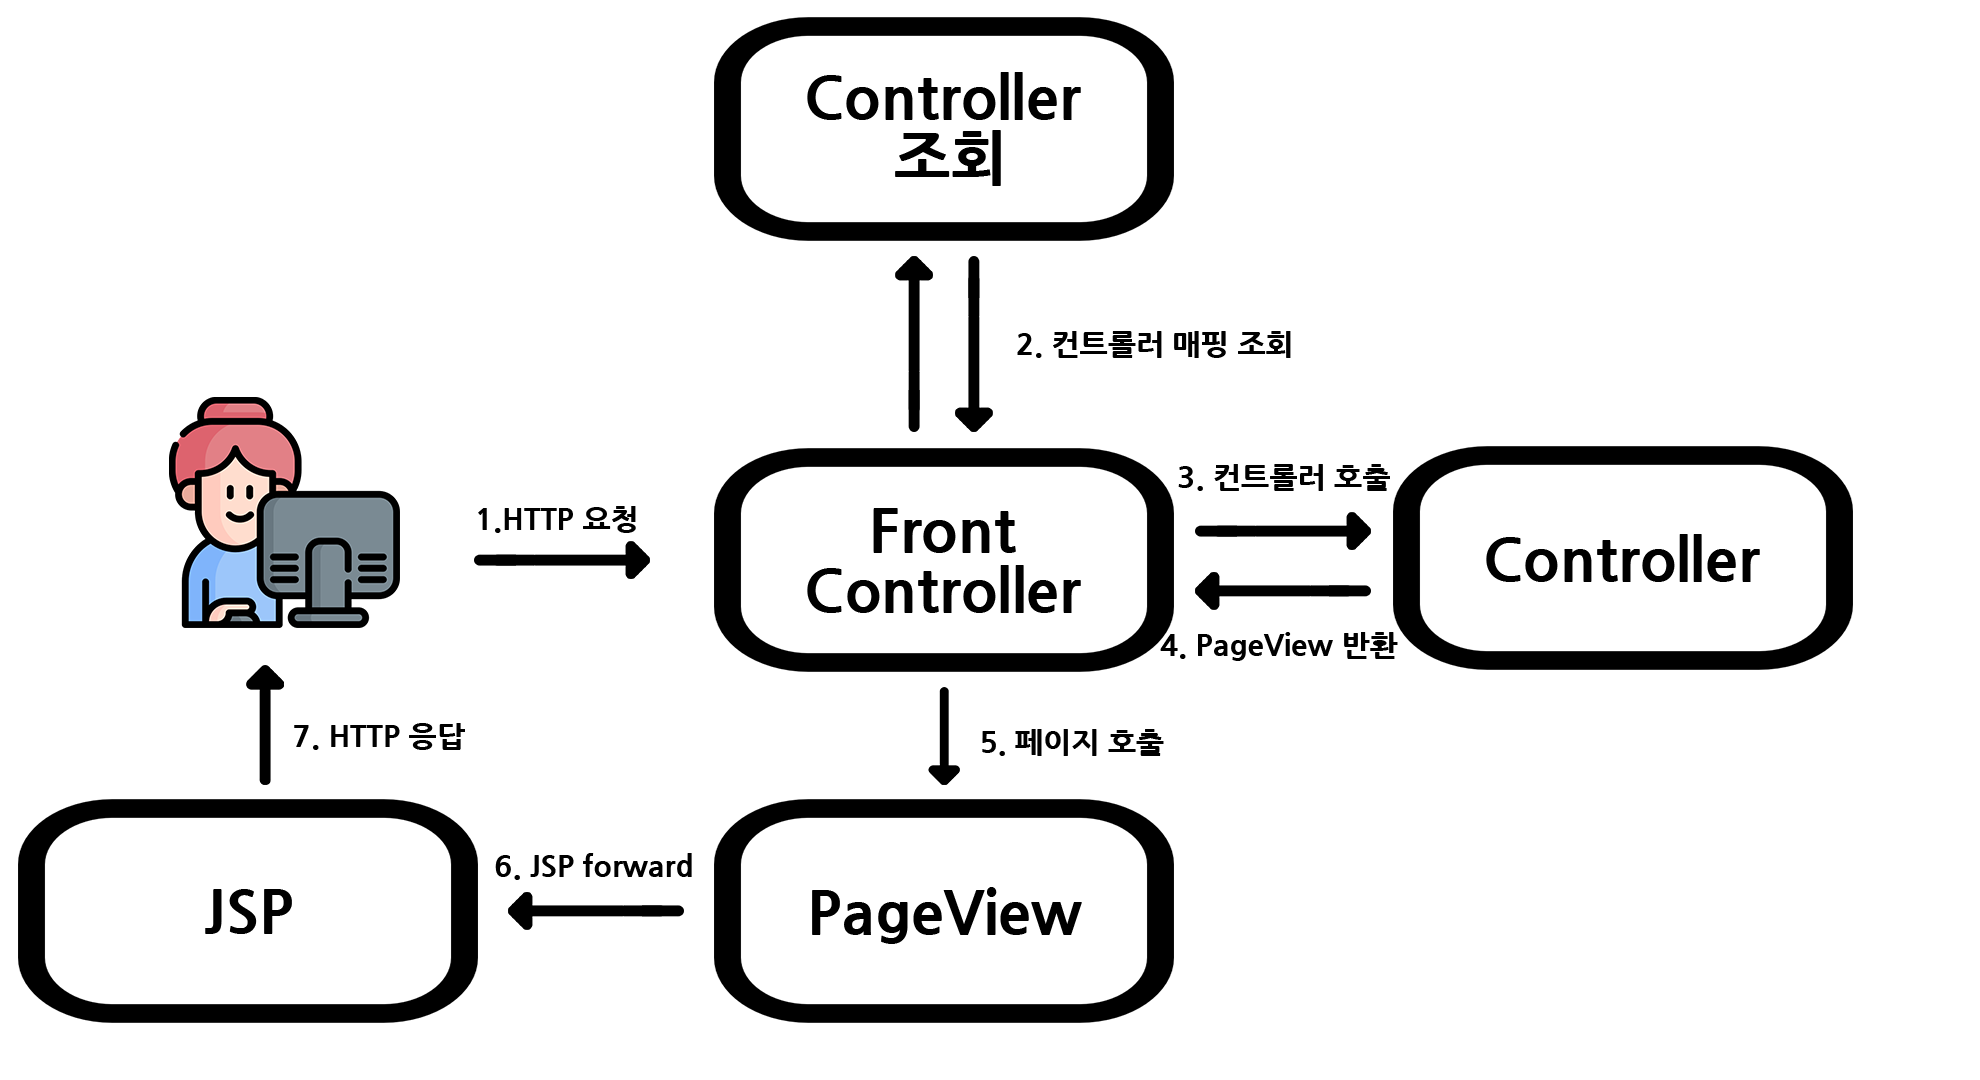 Controller
조회
2. 컨트롤러 매핑 조회
1.HTTP 요청
Front
Controller
3. 컨트롤러 호출
4. PageView 반환
Controller
5. 페이지 호출
7. HTTP 응답
JSP
6. JSP forward
PageView